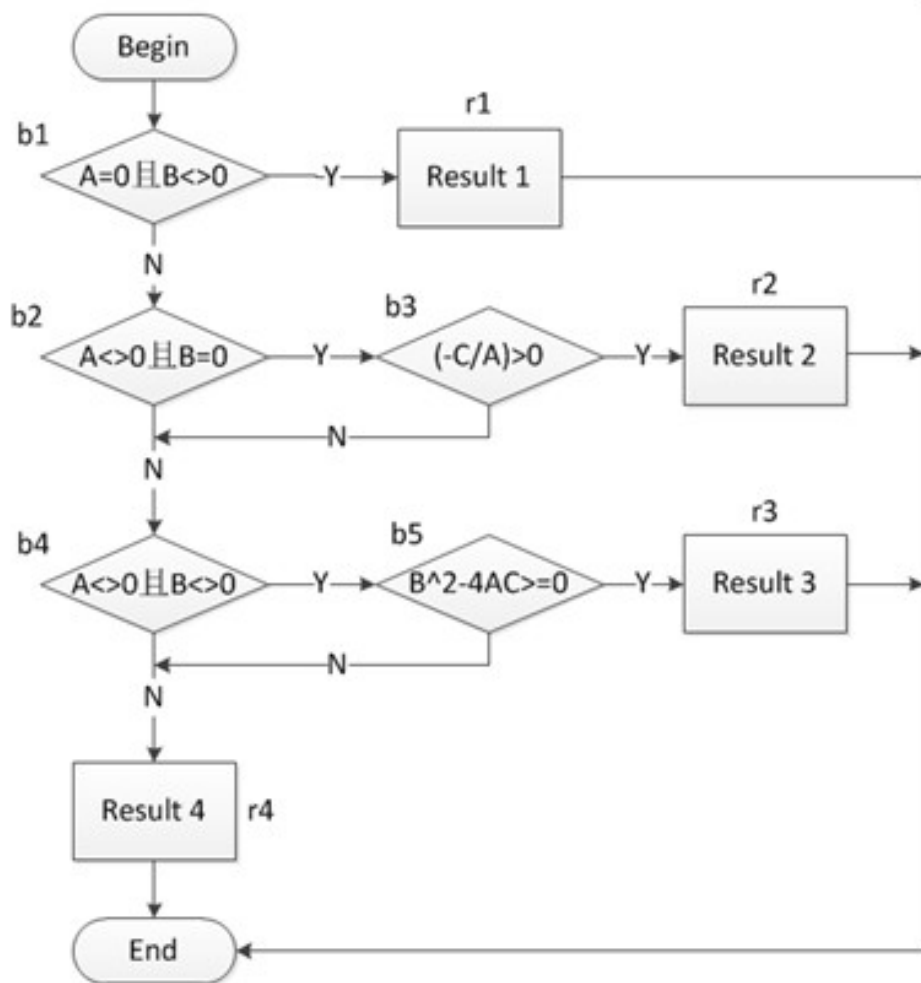 Begin
b1
r1
A=0且B<>0
Y
Result 1
N
b2
b3
r2
A<>0且B=0
Y
(-C/A)>0
Y
Result 2
N
N
b4
b5
r3
A<>0且B<>0
Y
B^2-4AC>=0
Y
Result 3
N
N
Result 4
r4
End